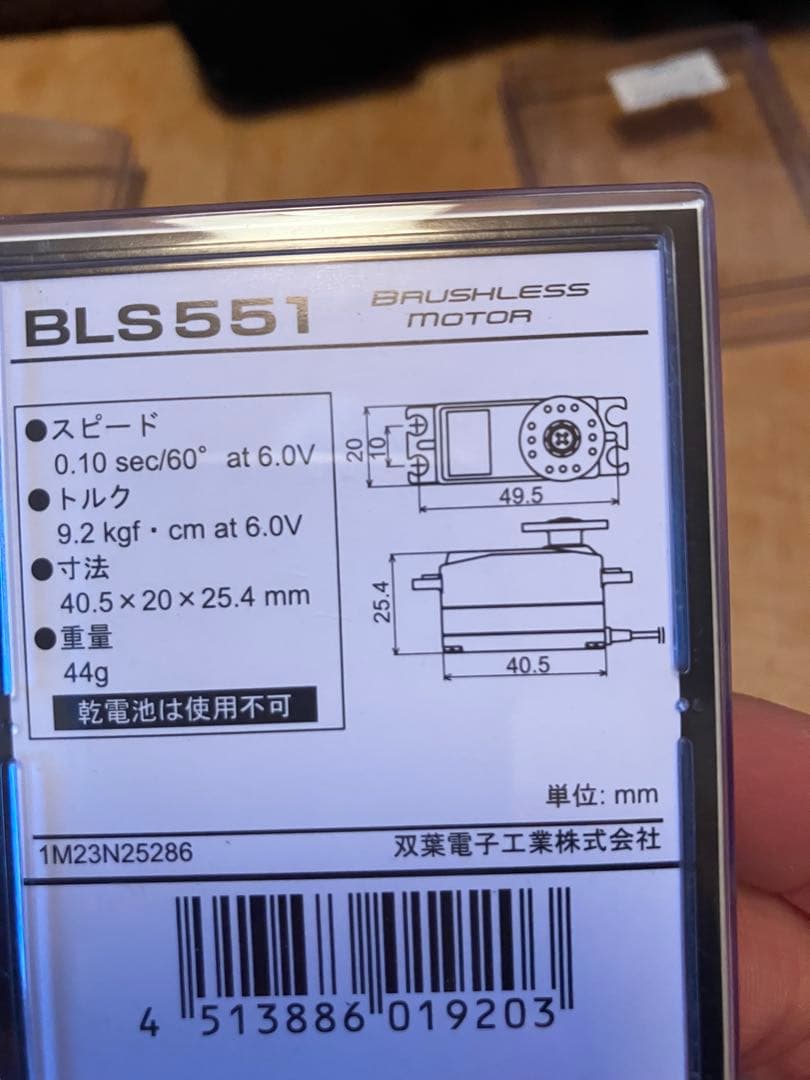 BLS551
BRUSHLESS
MOTOR
●スピード
0.10 sec/60° at 6.0V
●トルク
9.2 kgf・cm at 6.0V
●寸法
40.5×20×25.4 mm
●重量
44g
乾電池は使用不可
20
10
49.5
25.4
40.5
単位: mm
1M23N25286
双葉電子工業株式会社
4 513886 019203